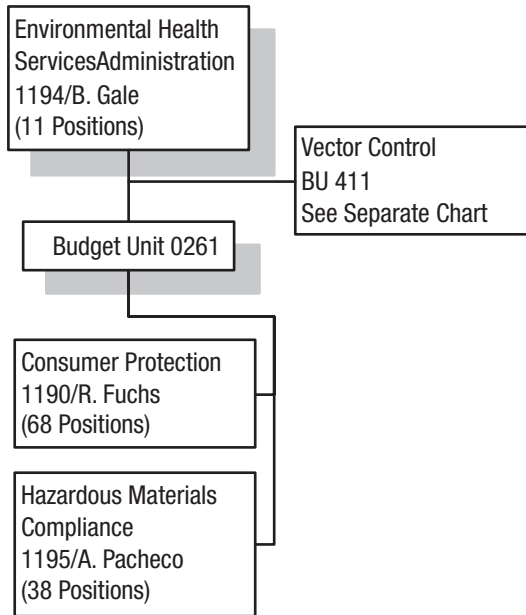 Environmental Health
ServicesAdministration
1194/B. Gale
(11 Positions)
Vector Control
BU 411
See Separate Chart
Budget Unit 0261
Consumer Protection
1190/R. Fuchs
(68 Positions)
Hazardous Materials
Compliance
1195/A. Pacheco
(38 Positions)